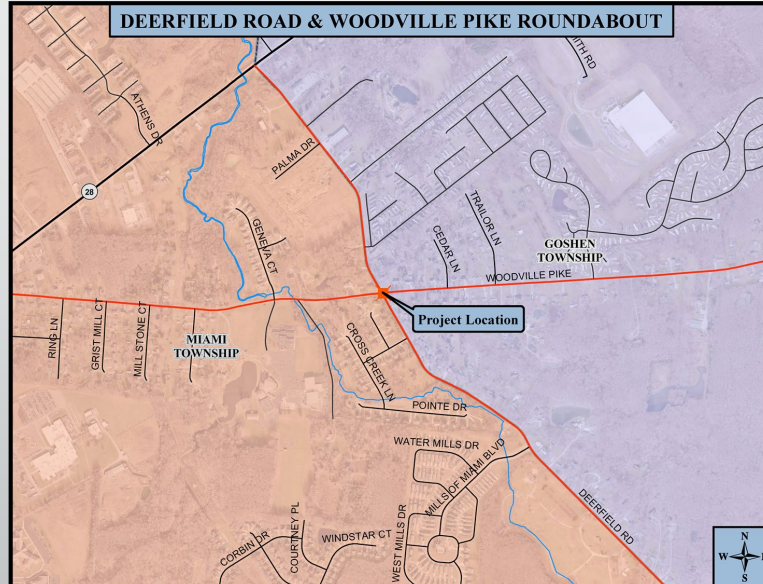 DEERFIELD ROAD & WOODVILLE PIKE ROUNDABOUT
ATHENS DR
PALMA DR
28
GENEVA CT
TRAILOR LN
CEDAR LN
GOSHEN
TOWNSHIP
WOODVILLE PIKE
Project Location
RING LN
GRIST MILL CT
MILL STONE CT
MIAMI
TOWNSHIP
CROSS CREEK LN
POINTE DR
WATER MILLS DR
MILLS OF MIAMI BLVD
DEERFIELD RD
CORBIN DR
COURTNEY PL
WINDSTAR CT
WEST MILLS DR
N
W
S